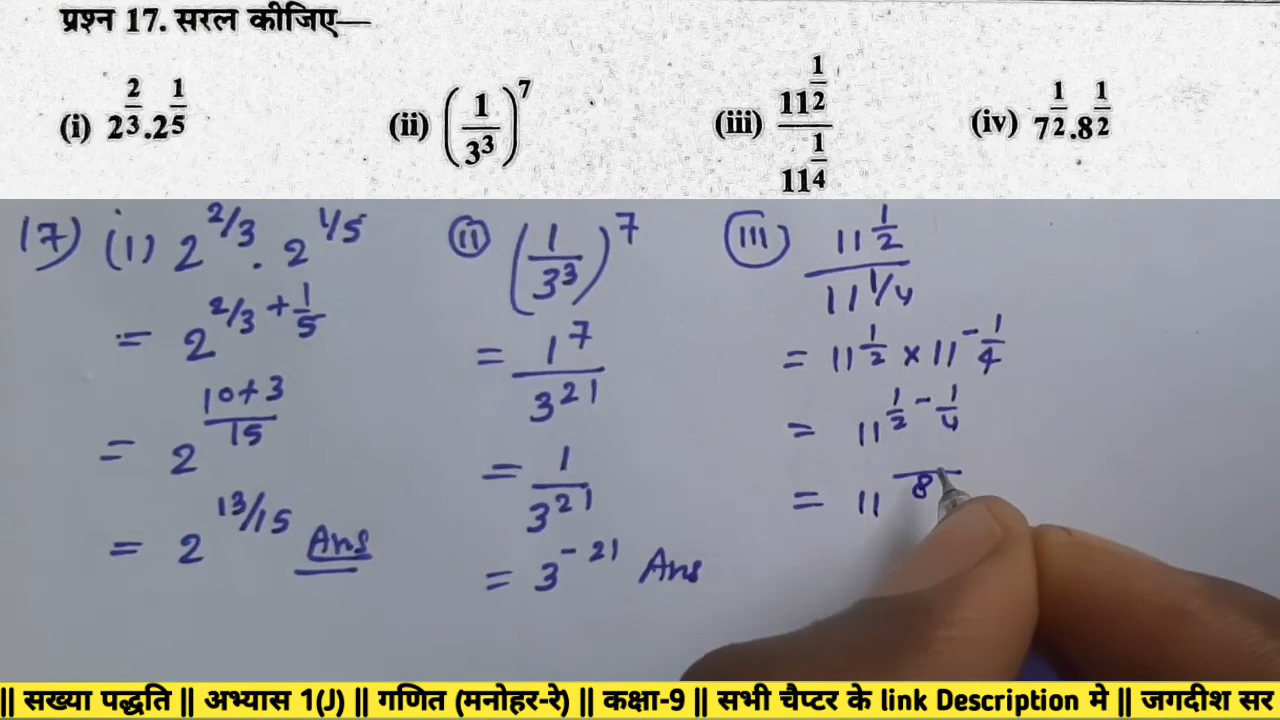 प्रश्न 17. सरल कीजिए—
(i) 2^{2/3}.2^{1/5} (ii) (1/3^3)^7 (iii) 11^{1/2}/11^{1/4} (iv) 7^{1/2}.8^{1/2}
17) (i) 2^{2/3} . 2^{1/5}
= 2^{2/3 + 1/5}
= 2^{(10+3)/15}
= 2^{13/15} Ans
(ii) (1/3^3)^7
= 1^7/3^{21}
= 1/3^{21}
= 3^{-21} Ans
(iii) 11^{1/2}/11^{1/4}
= 11^{1/2} × 11^{-1/4}
= 11^{1/2 - 1/4}
= 11 8
|| सख्या पद्धति || अभ्यास 1(J) || गणित (मनोहर-रे) || कक्षा-9 || सभी चैप्टर के link Description मे || जगदीश सर